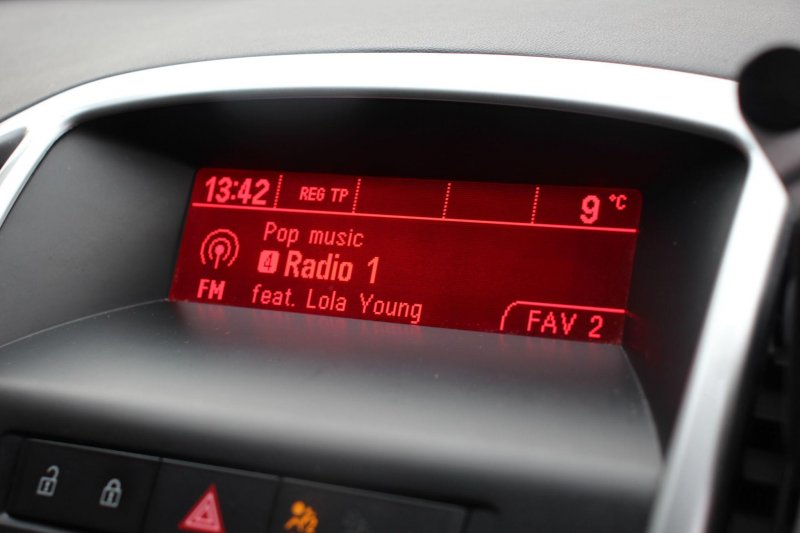 13:42 REG TP 9 °C
Pop music
4 Radio 1
FM feat. Lola Young
FAV 2